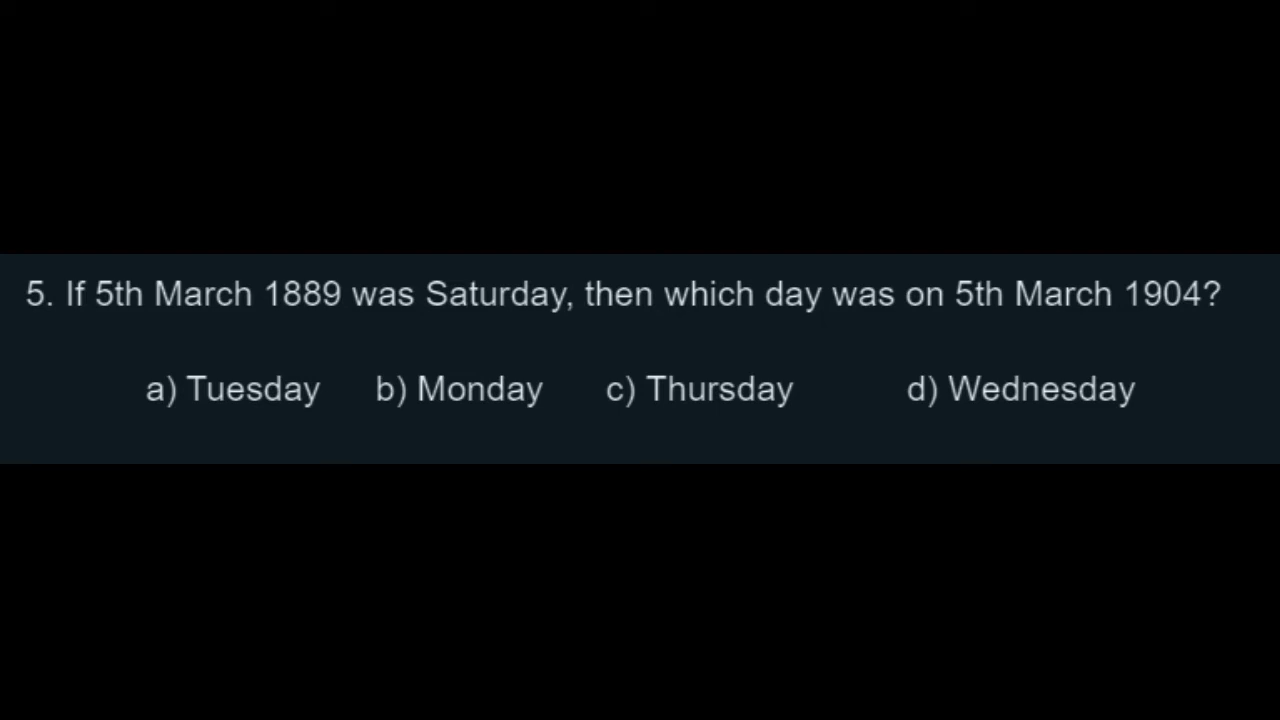 5. If 5th March 1889 was Saturday, then which day was on 5th March 1904?
a) Tuesday b) Monday c) Thursday d) Wednesday